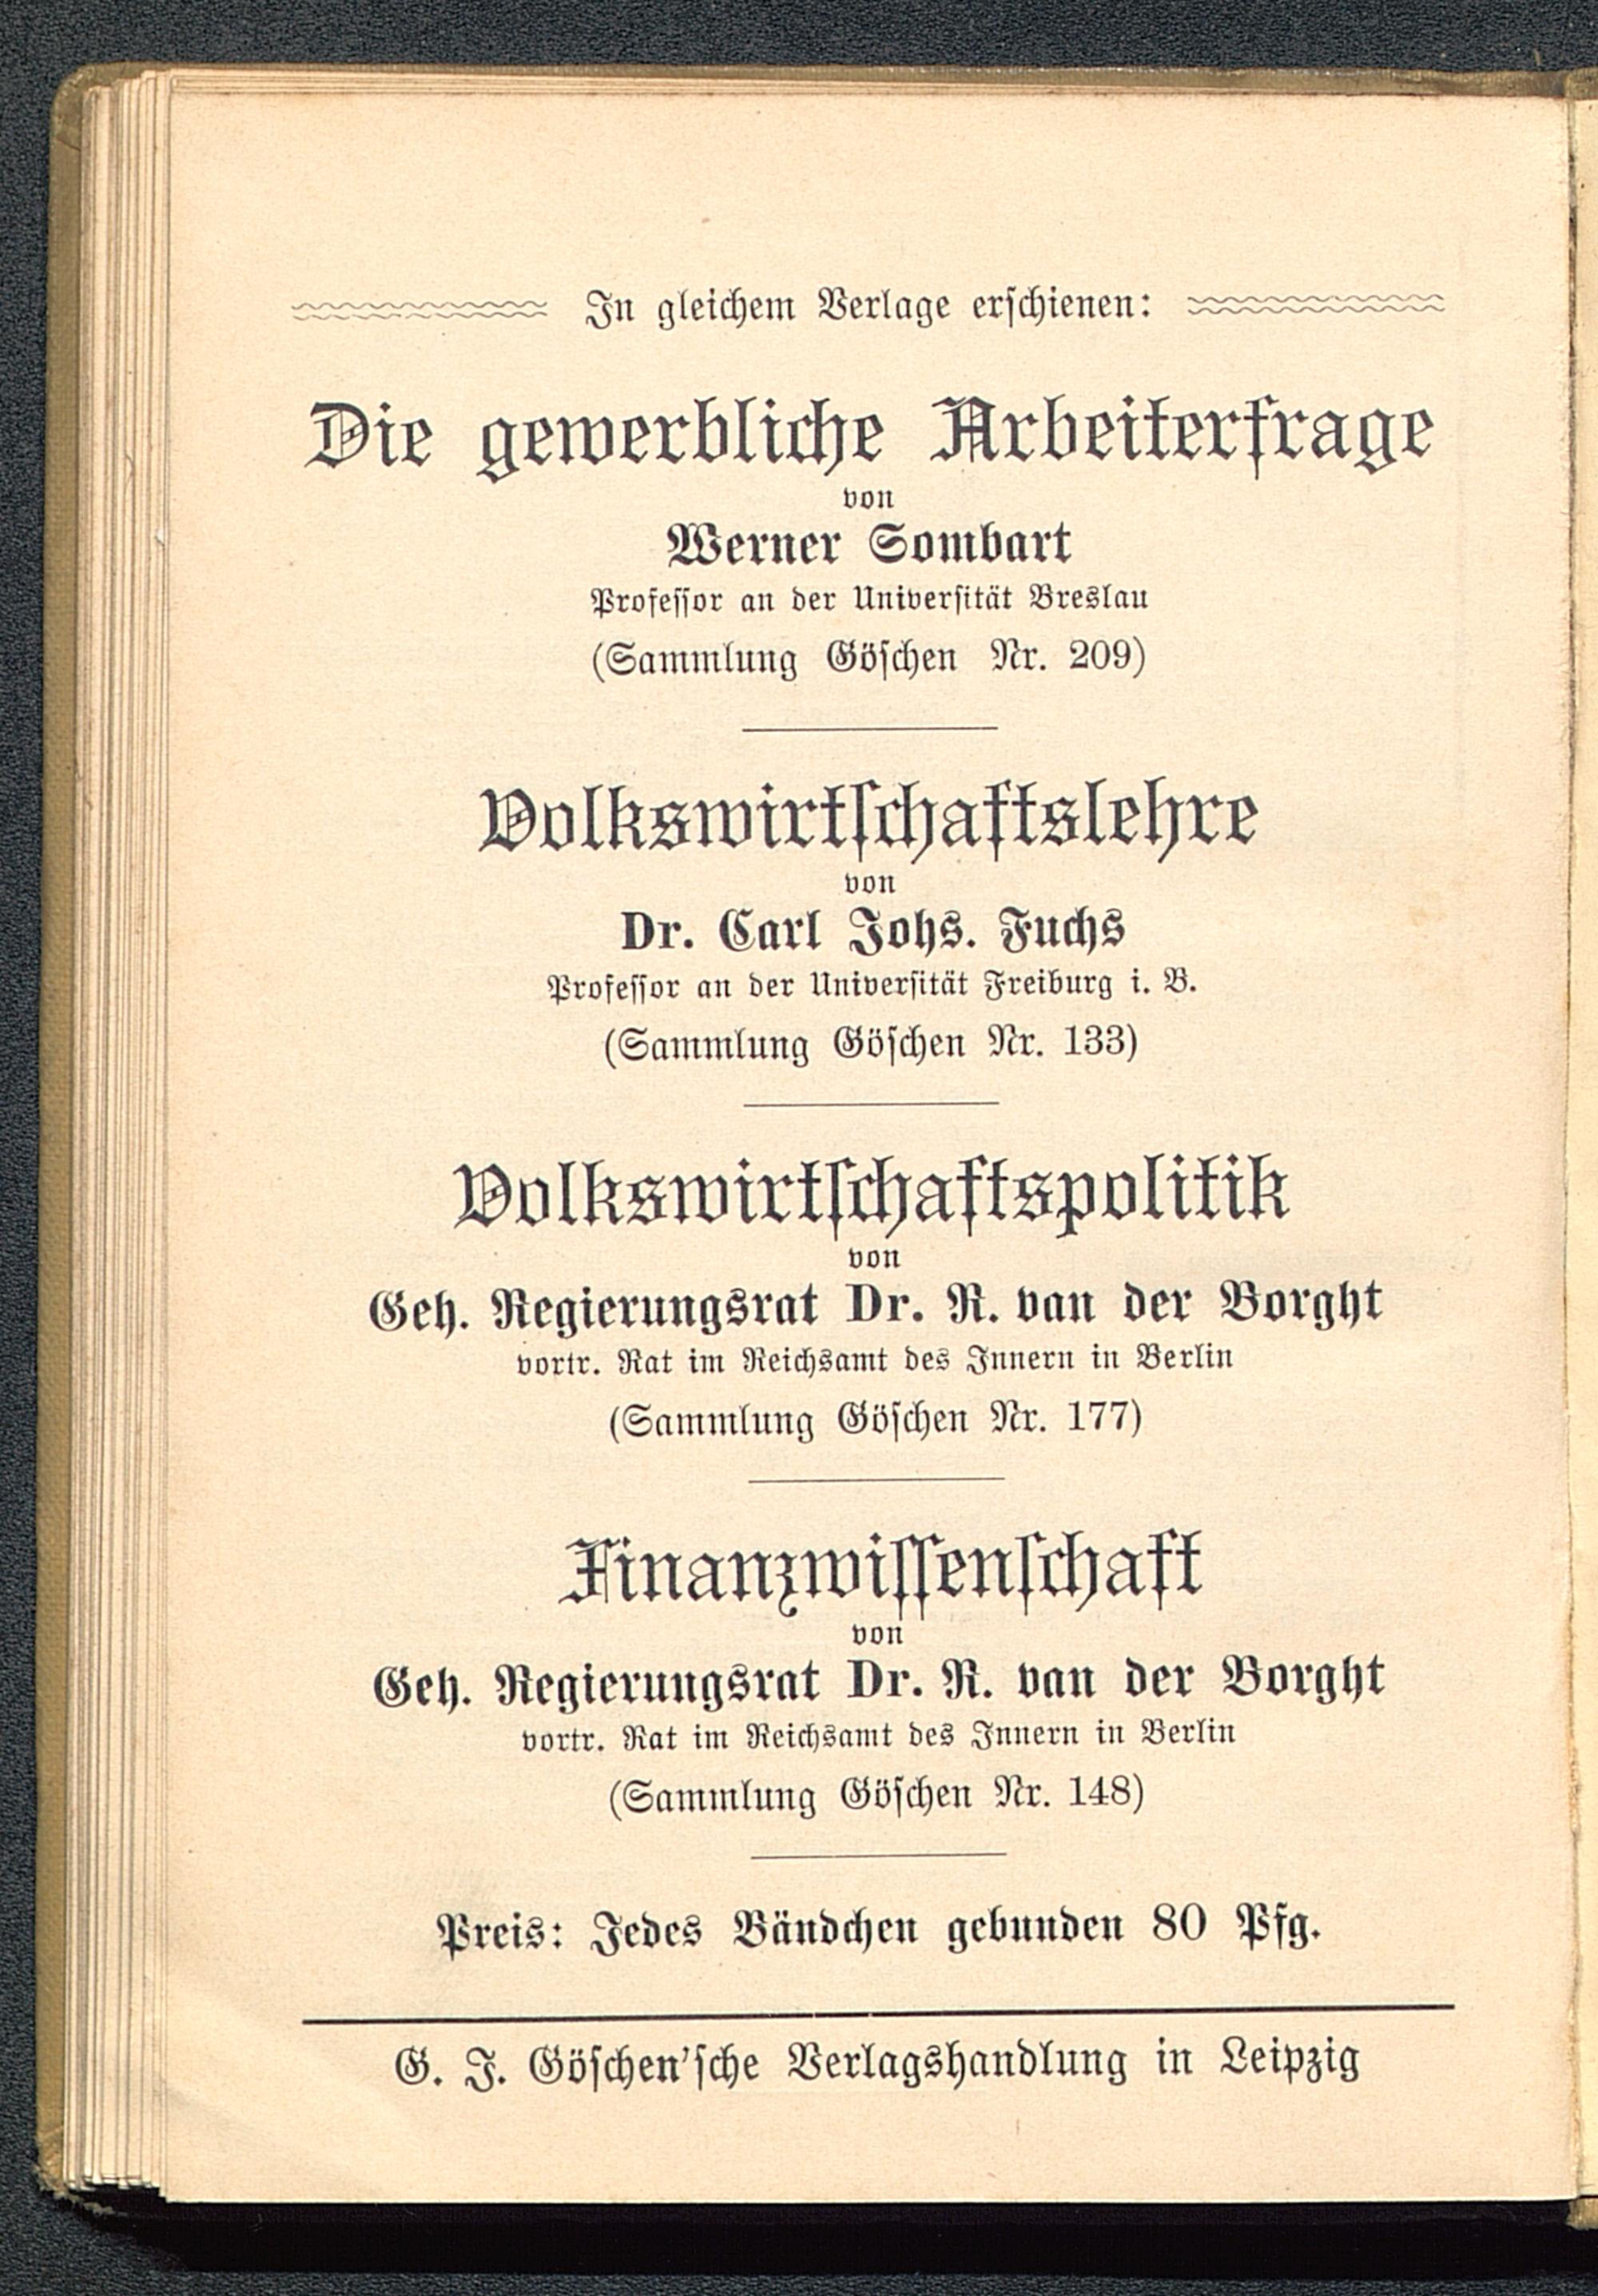 In gleichem Verlage erschienen:
Die gewerbliche Arbeiterfrage
von
Werner Sombart
Professor an der Universität Breslau
(Sammlung Göschen Nr. 209)
Volkswirtschaftslehre
von
Dr. Carl Johs. Fuchs
Professor an der Universität Freiburg i. B.
(Sammlung Göschen Nr. 133)
Volkswirtschaftspolitik
von
Geh. Regierungsrat Dr. R. van der Borght
vortr. Rat im Reichsamt des Innern in Berlin
(Sammlung Göschen Nr. 177)
Finanzwissenschaft
von
Geh. Regierungsrat Dr. R. van der Borght
vortr. Rat im Reichsamt des Innern in Berlin
(Sammlung Göschen Nr. 148)
Preis: Jedes Bändchen gebunden 80 Pfg.
G. J. Göschen'sche Verlagshandlung in Leipzig